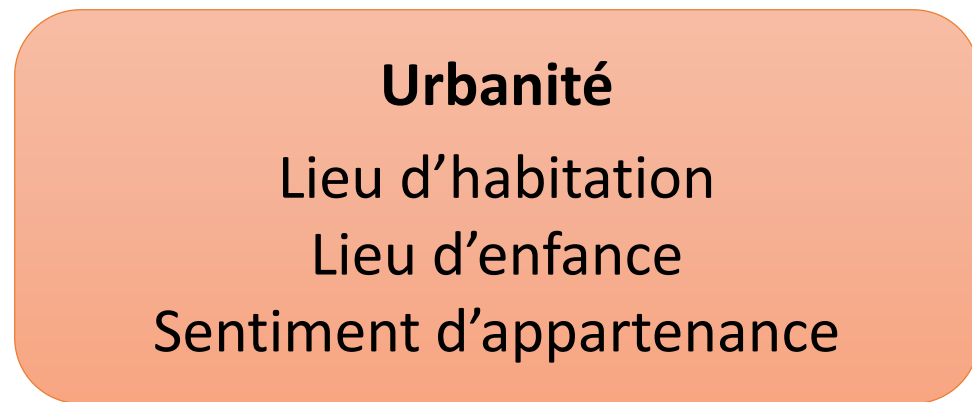 Urbanité
Lieu d’habitation
Lieu d’enfance
Sentiment d’appartenance